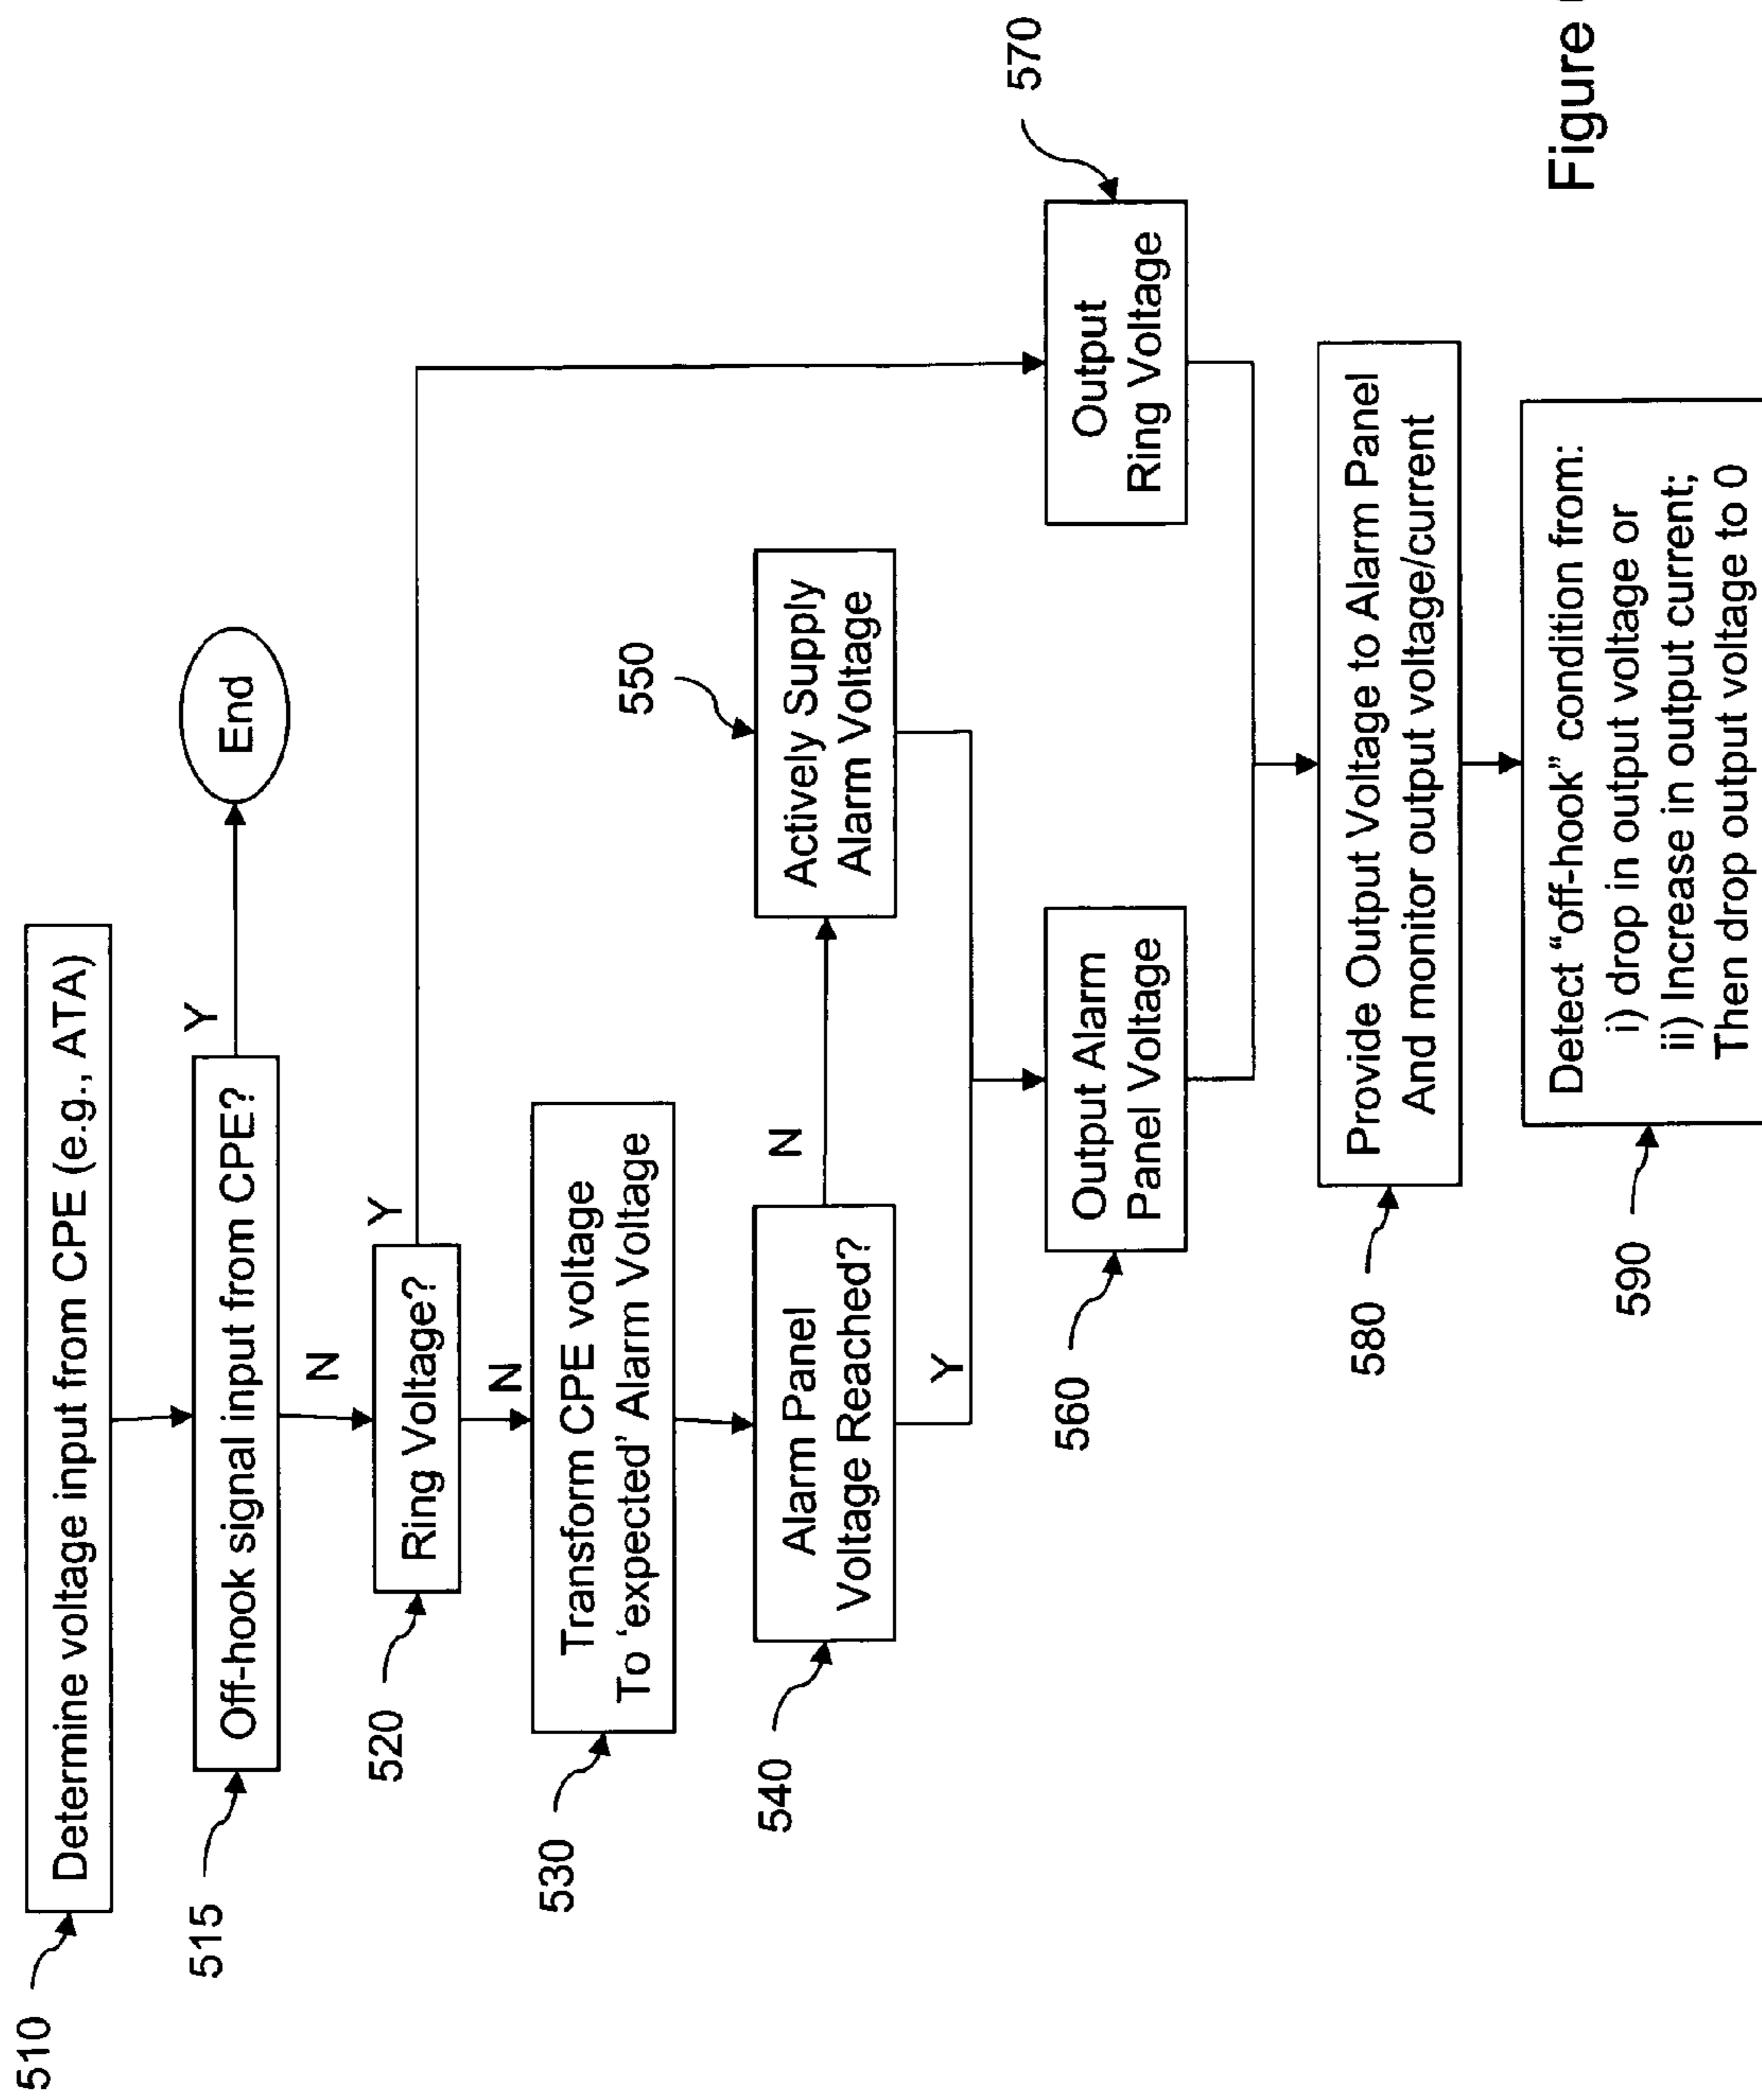 510
Determine voltage input from CPE (e.g., ATA)
515
Off-hook signal input from CPE?
Y
End
N
520
Ring Voltage?
Y
N
530
Transform CPE voltage
To 'expected' Alarm Voltage
540
Alarm Panel
Voltage Reached?
N
550
Actively Supply
Alarm Voltage
Y
560
Output Alarm
Panel Voltage
570
Output
Ring Voltage
580
Provide Output Voltage to Alarm Panel
And monitor output voltage/current
590
Detect “off-hook” condition from:
i) drop in output voltage or
ii) Increase in output current;
Then drop output voltage to 0
Figure